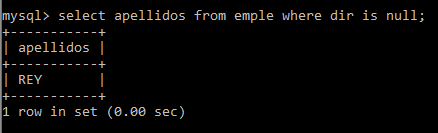 mysql> select apellidos from emple where dir is null;
+-----------+
| apellidos |
+-----------+
| REY       |
+-----------+
1 row in set (0.00 sec)